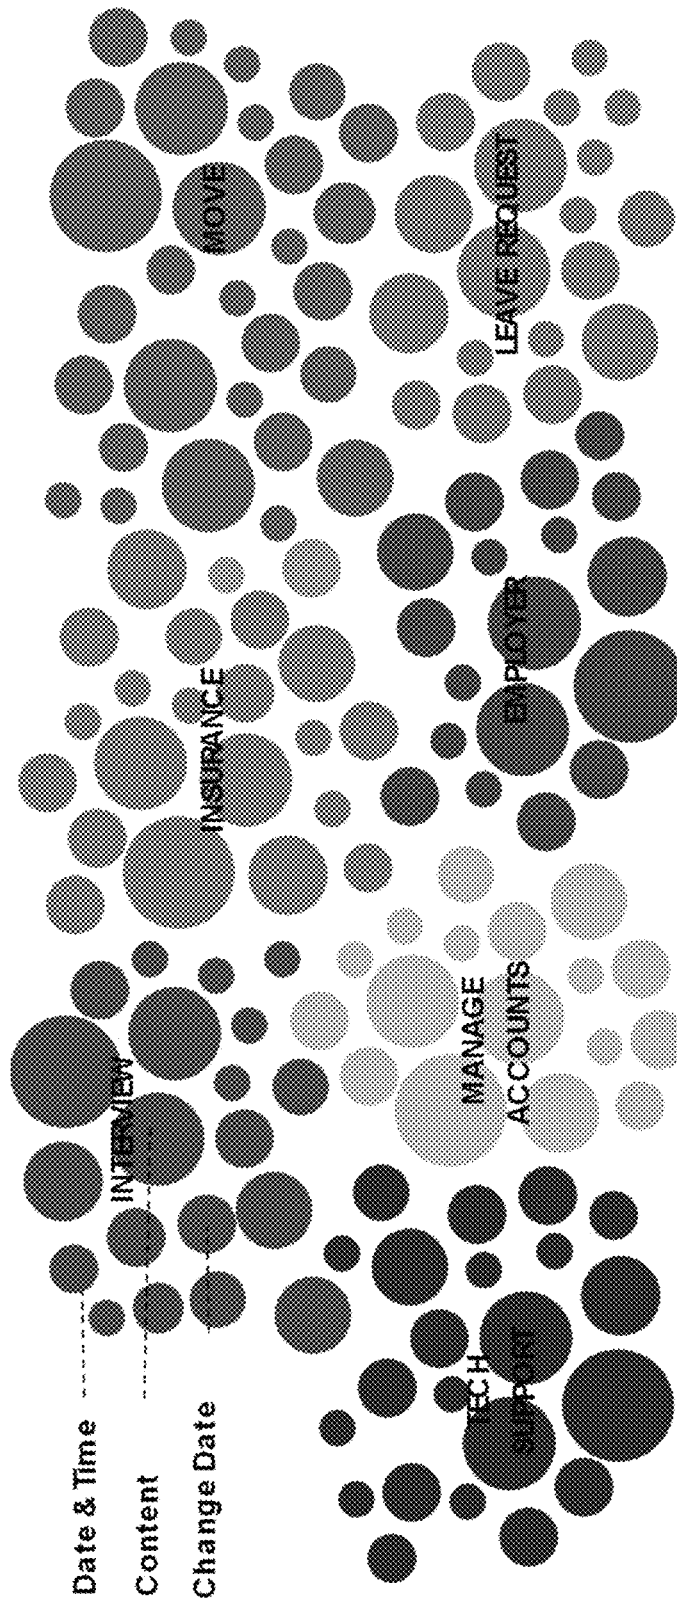 Date & Time
Content
Change Date
INTERVIEW
INSURANCE
MOVE
TECH
SUPPORT
MANAGE
ACCOUNTS
EMPLOYER
LEAVE REQUEST